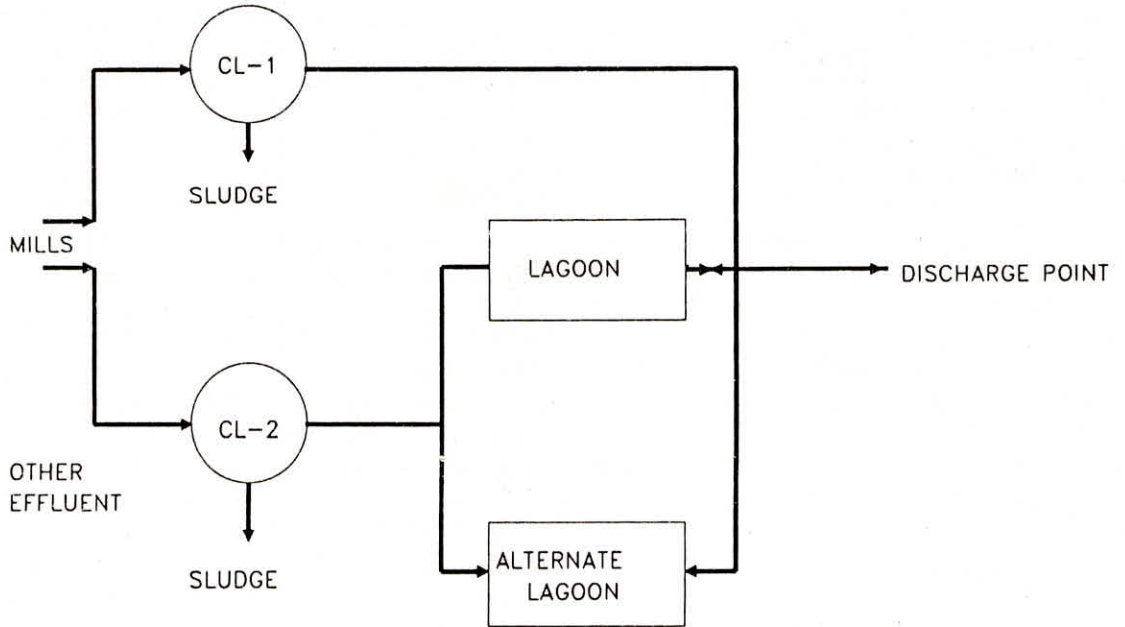 CL-1
SLUDGE
MILLS
LAGOON
DISCHARGE POINT
CL-2
OTHER
EFFLUENT
SLUDGE
ALTERNATE
LAGOON